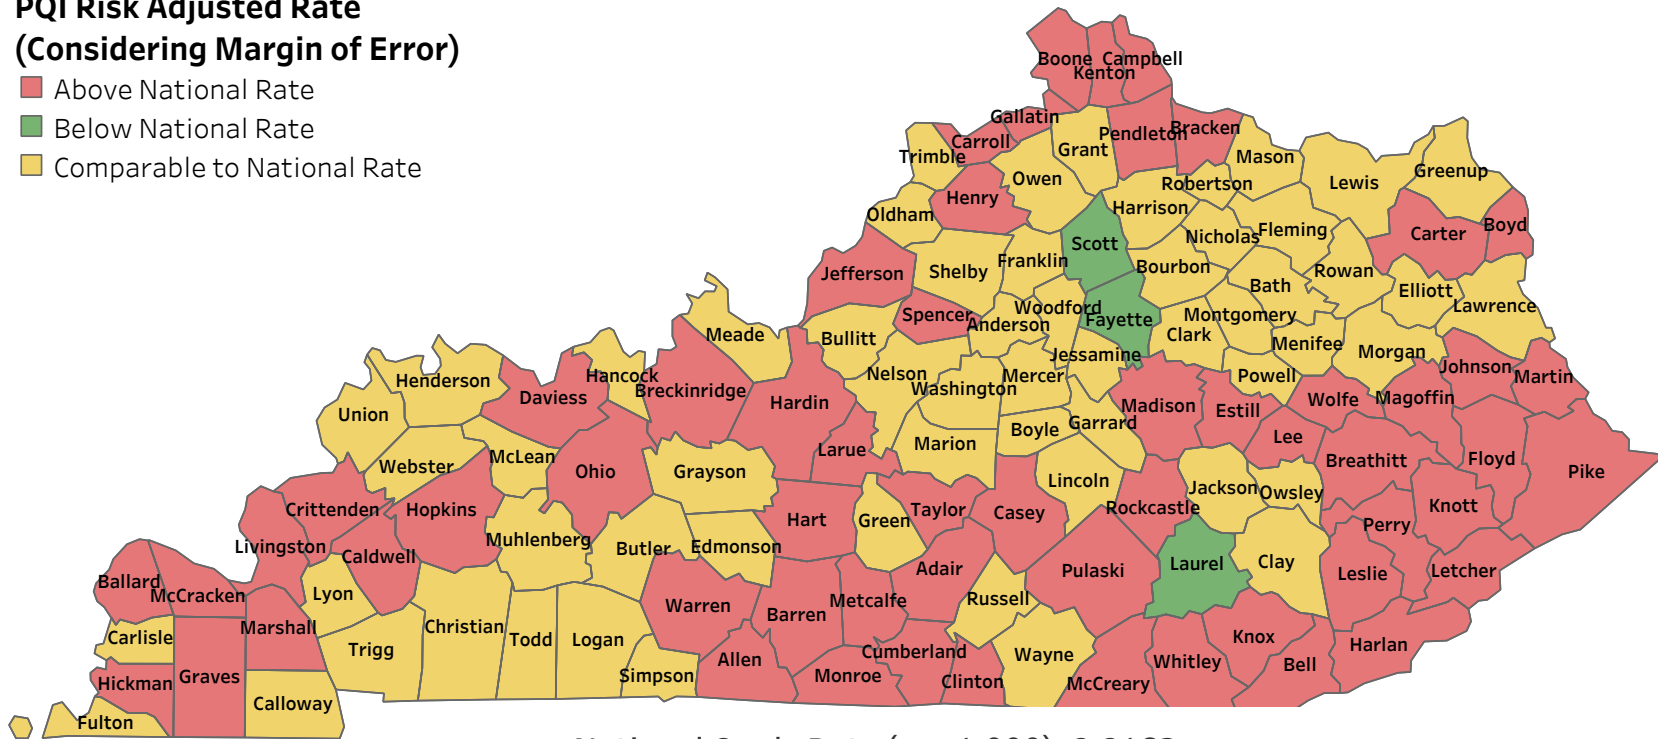 PQI Risk Adjusted Rate
(Considering Margin of Error)
Above National Rate
Below National Rate
Comparable to National Rate
Boone
Campbell
Kenton
Gallatin
Carroll
Pendleton
Bracken
Grant
Trimble
Mason
Owen
Robertson
Lewis
Greenup
Henry
Harrison
Oldham
Boyd
Carter
Fleming
Nicholas
Scott
Franklin
Bourbon
Shelby
Jefferson
Rowan
Bath
Elliott
Lawrence
Woodford
Spencer
Anderson
Fayette
Montgomery
Clark
Meade
Bullitt
Menifee
Morgan
Jessamine
Johnson
Nelson
Mercer
Powell
Martin
Henderson
Hancock
Breckinridge
Washington
Daviess
Hardin
Madison
Estill
Wolfe
Magoffin
Union
Garrard
Boyle
Lee
Marion
Larue
Webster
McLean
Ohio
Grayson
Breathitt
Floyd
Pike
Lincoln
Jackson
Owsley
Crittenden
Hopkins
Rockcastle
Knott
Taylor
Casey
Hart
Green
Perry
Livingston
Muhlenberg
Butler
Edmonson
Caldwell
Laurel
Clay
Adair
Pulaski
Leslie
Letcher
Ballard
McCracken
Lyon
Russell
Metcalfe
Warren
Barren
Marshall
Christian
Carlisle
Todd
Logan
Knox
Harlan
Trigg
Cumberland
Wayne
Allen
Whitley
Bell
Simpson
Monroe
Graves
Hickman
Clinton
McCreary
Calloway
Fulton